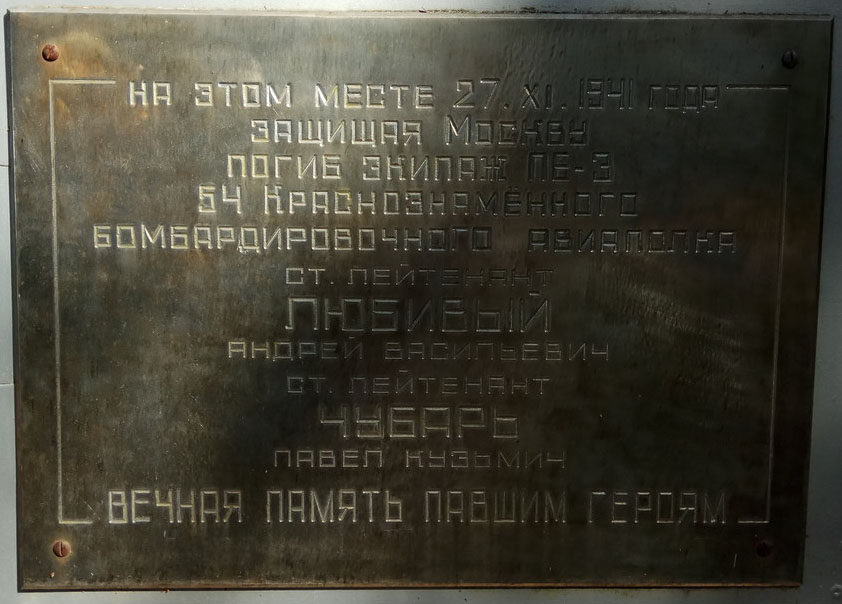 НА ЭТОМ МЕСТЕ 27.XI.1941 ГОДА
ЗАЩИЩАЯ МОСКВУ
ПОГИБ ЭКИПАЖ ПБ-3
54 КРАСНОЗНАМЁННОГО
БОМБАРДИРОВОЧНОГО АВИАПОЛКА
СТ. ЛЕЙТЕНАНТ
ЛЮБИВЫЙ
АНДРЕЙ ВАСИЛЬЕВИЧ
СТ. ЛЕЙТЕНАНТ
ЧУБАРЬ
ПАВЕЛ КУЗЬМИЧ
ВЕЧНАЯ ПАМЯТЬ ПАВШИМ ГЕРОЯМ